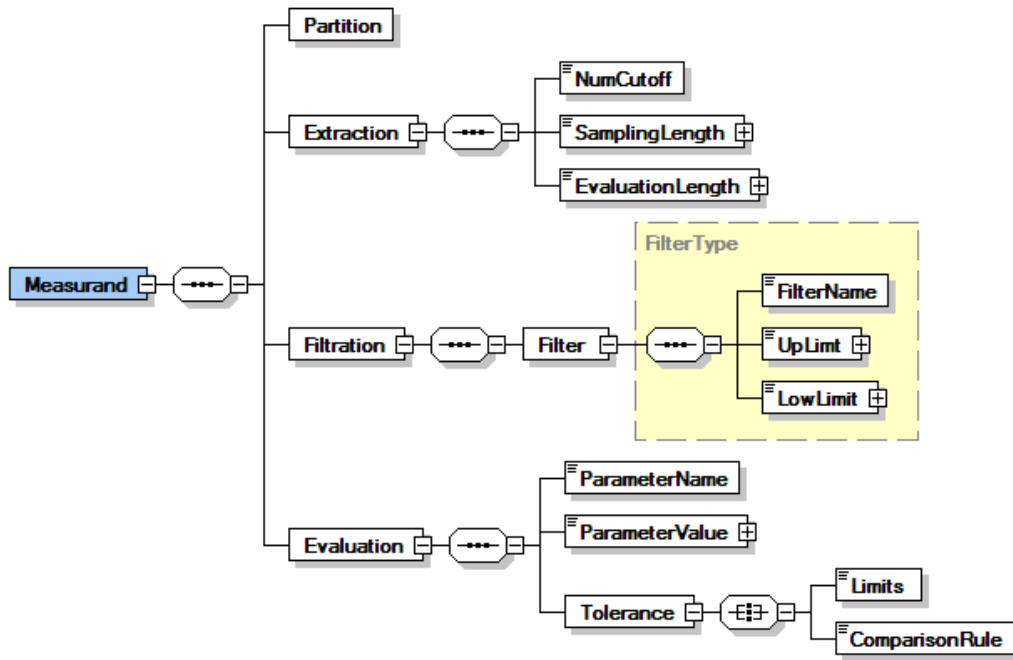 Partition
NumCutoff
Extraction
SamplingLength
EvaluationLength
FilterType
Measurand
FilterName
Filtration
Filter
UpLimt
LowLimit
ParameterName
Evaluation
ParameterValue
Tolerance
Limits
ComparisonRule